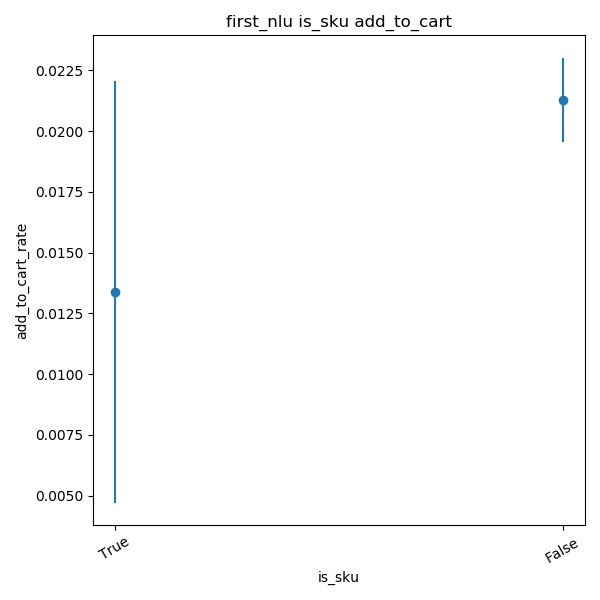 first_nlu is_sku add_to_cart
0.0225
0.0200
0.0175
0.0150
0.0125
0.0100
0.0075
0.0050
add_to_cart_rate
True
False
is_sku